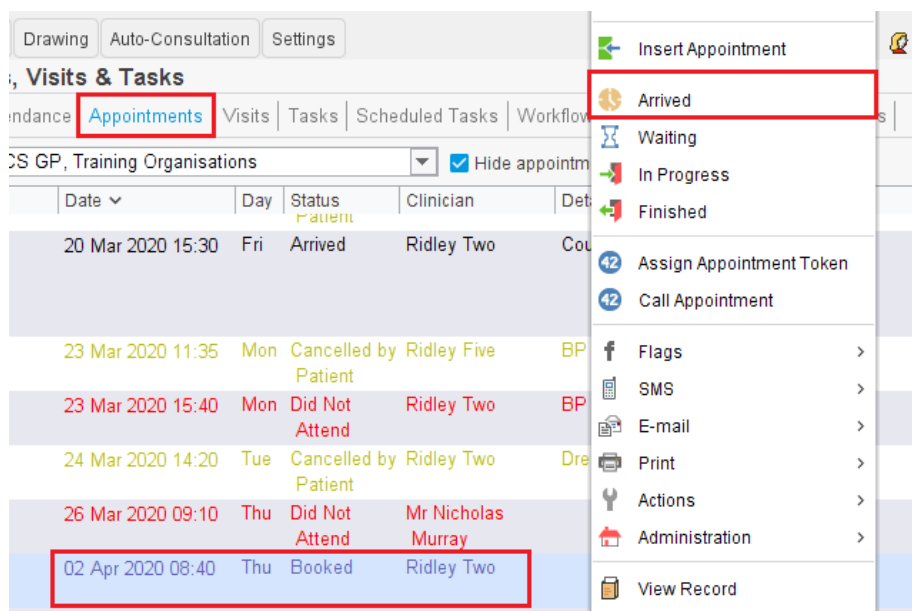 Drawing Auto-Consultation Settings
, Visits & Tasks
endance Appointments Visits Tasks Scheduled Tasks Workflow s
CS GP, Training Organisations Hide appointm
Date Day Status Clinician Det
Patient
20 Mar 2020 15:30 Fri Arrived Ridley Two Cou
23 Mar 2020 11:35 Mon Cancelled by Ridley Five BP
Patient
23 Mar 2020 15:40 Mon Did Not Ridley Two BP
Attend
24 Mar 2020 14:20 Tue Cancelled by Ridley Two Dre
Patient
26 Mar 2020 09:10 Thu Did Not Mr Nicholas
Attend Murray
02 Apr 2020 08:40 Thu Booked Ridley Two
Insert Appointment
Arrived
Waiting
In Progress
Finished
42 Assign Appointment Token
42 Call Appointment
Flags
SMS
E-mail
Print
Actions
Administration
View Record